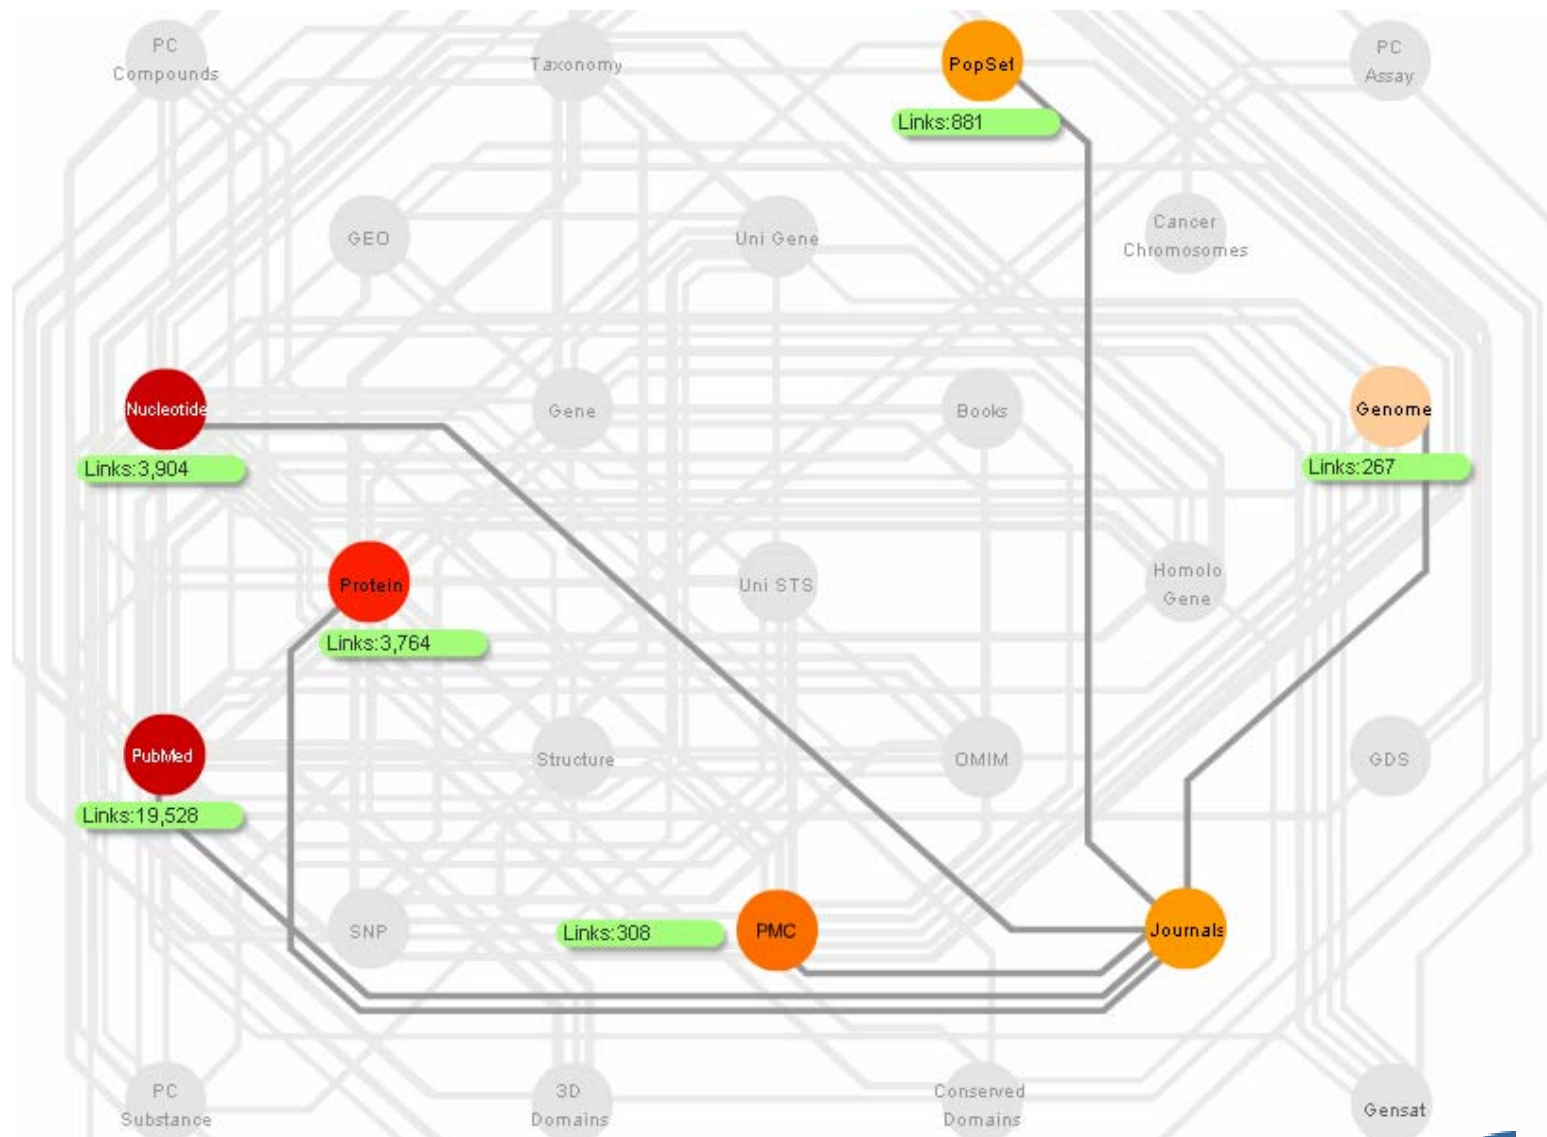 PC
Compounds
Taxonomy
PopSet
PC
Assay
Links:881
GEO
Uni Gene
Cancer
Chromosomes
Nucleotide
Gene
Books
Genome
Links:3,904
Links:267
Protein
Uni STS
Homolo
Gene
Links:3,764
PubMed
Structure
OMIM
GDS
Links:19,528
SNP
Links:308
PMC
Journals
PC
Substance
3D
Domains
Conserved
Domains
Gensat